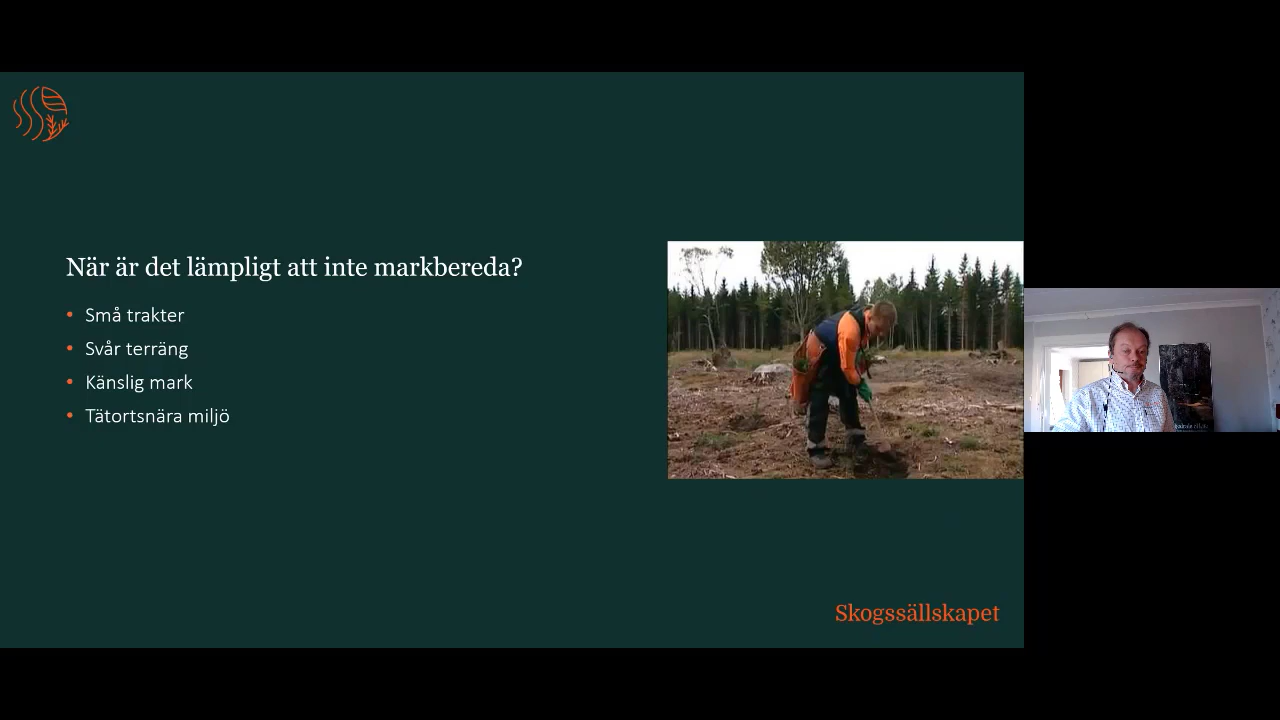 När är det lämpligt att inte markbereda?
• Små trakter
• Svår terräng
• Känslig mark
• Tätortsnära miljö
Skogssällskapet